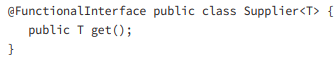 @FunctionalInterface public class Supplier<T> {
   public T get();
}